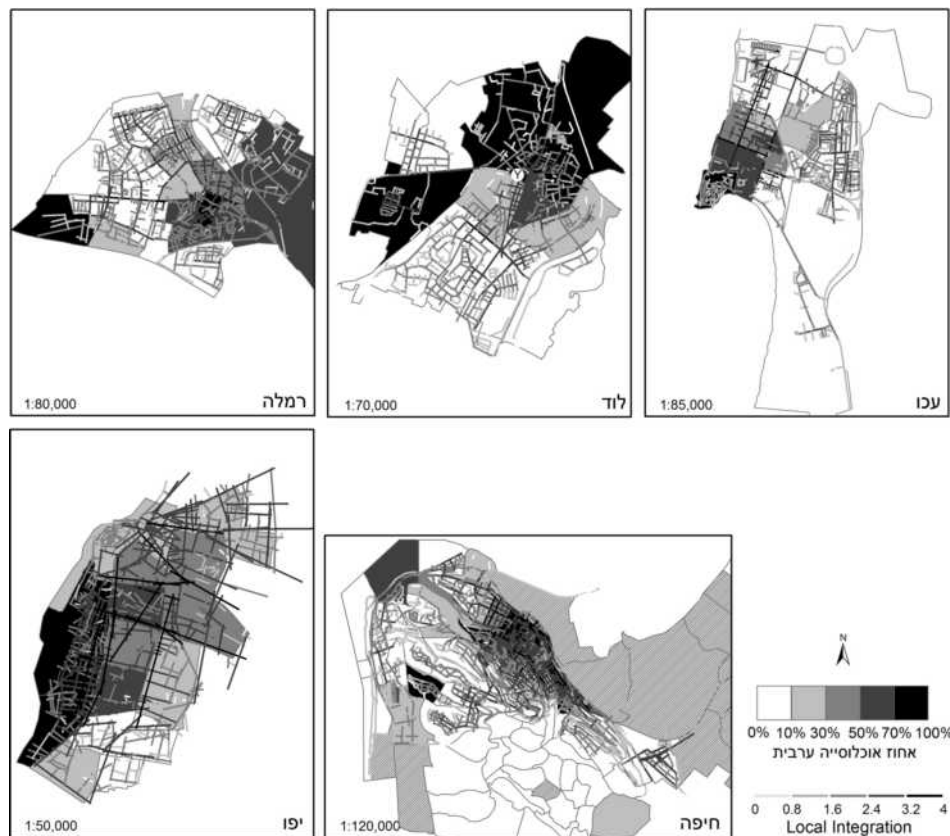 1:80,000 רמלה
1:70,000 לוד
Y
1:85,000 עכו
1:50,000 יפו
1:120,000 חיפה
N
0% 10% 30% 50% 70% 100%
אחוז אוכלוסייה ערבית
0 0.8 1.6 2.4 3.2 4
Local Integration